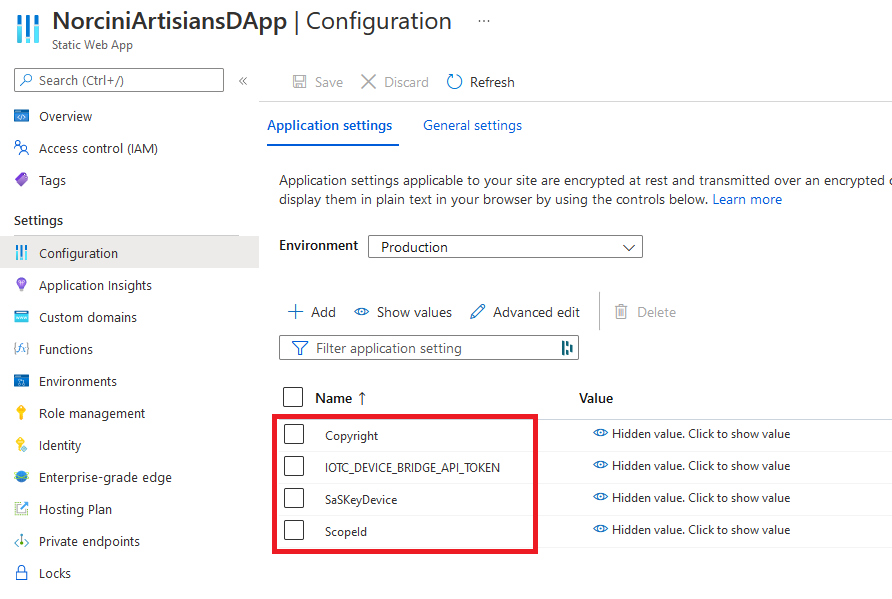 NorciniArtisiansDApp | Configuration ...
Static Web App
Search (Ctrl+/) «
Save Discard Refresh
Overview
Access control (IAM)
Tags
Settings
Configuration
Application Insights
Custom domains
Functions
Environments
Role management
Identity
Enterprise-grade edge
Hosting Plan
Private endpoints
Locks
Application settings General settings
Application settings applicable to your site are encrypted at rest and transmitted over an encrypted
display them in plain text in your browser by using the controls below. Learn more
Environment Production
Add Show values Advanced edit Delete
Filter application setting
Name ↑ Value
Copyright Hidden value. Click to show value
IOTC_DEVICE_BRIDGE_API_TOKEN Hidden value. Click to show value
SaSKeyDevice Hidden value. Click to show value
ScopeId Hidden value. Click to show value